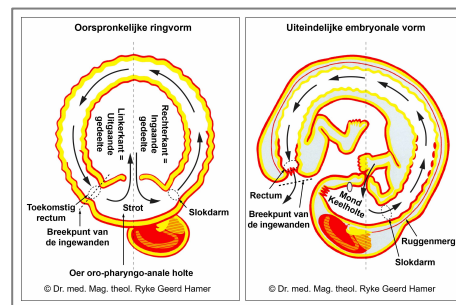 Oorspronkelijke ringvorm
Linkerkant =
Uitgaande
gedeelte
Rechterkant =
Ingaande
gedeelte
Toekomstig
rectum
Strot
Slokdarm
Breekpunt van
de ingewanden
Oer oro-pharyngo-anale holte
© Dr. med. Mag. theol. Ryke Geerd Hamer
Uiteindelijke embryonale vorm
Rectum
Mond
Keelholte
Breekpunt van
de ingewanden
Ruggenmerg
Slokdarm
© Dr. med. Mag. theol. Ryke Geerd Hamer